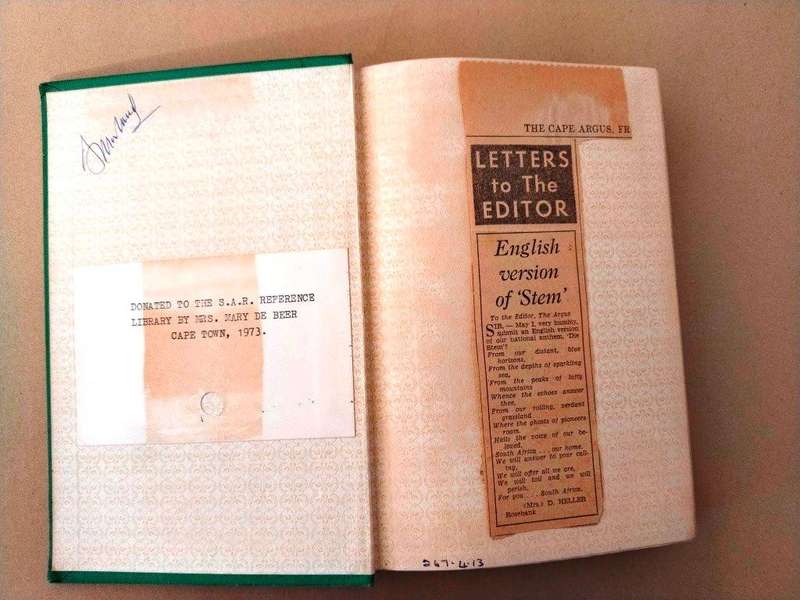 DONATED TO THE S.A.R. REFERENCE
LIBRARY BY MRS. MARY DE BEER
CAPE TOWN, 1973.
THE CAPE ARGUS, FR
LETTERS
to The
EDITOR
English
version
of 'Stem'
To the Editor, The Argus
SIR, — May I, very humbly,
submit an English version
of our national anthem, 'Die
Stem'?
From our distant, blue
horizons,
From the depths of sparkling
sea,
From the peaks of lofty
mountains
Whence the echoes answer
thee,
From our rolling, verdant
grassland
Where the ghosts of pioneers
roam,
Hails the voice of our be-
loved,
South Africa . . . our home.
We will answer to your call-
ing,
We will offer all we are,
We will toil and we will
perish,
For you . . . South Africa.
(Mrs.) D. HELLER
Rosebank
267.4.13